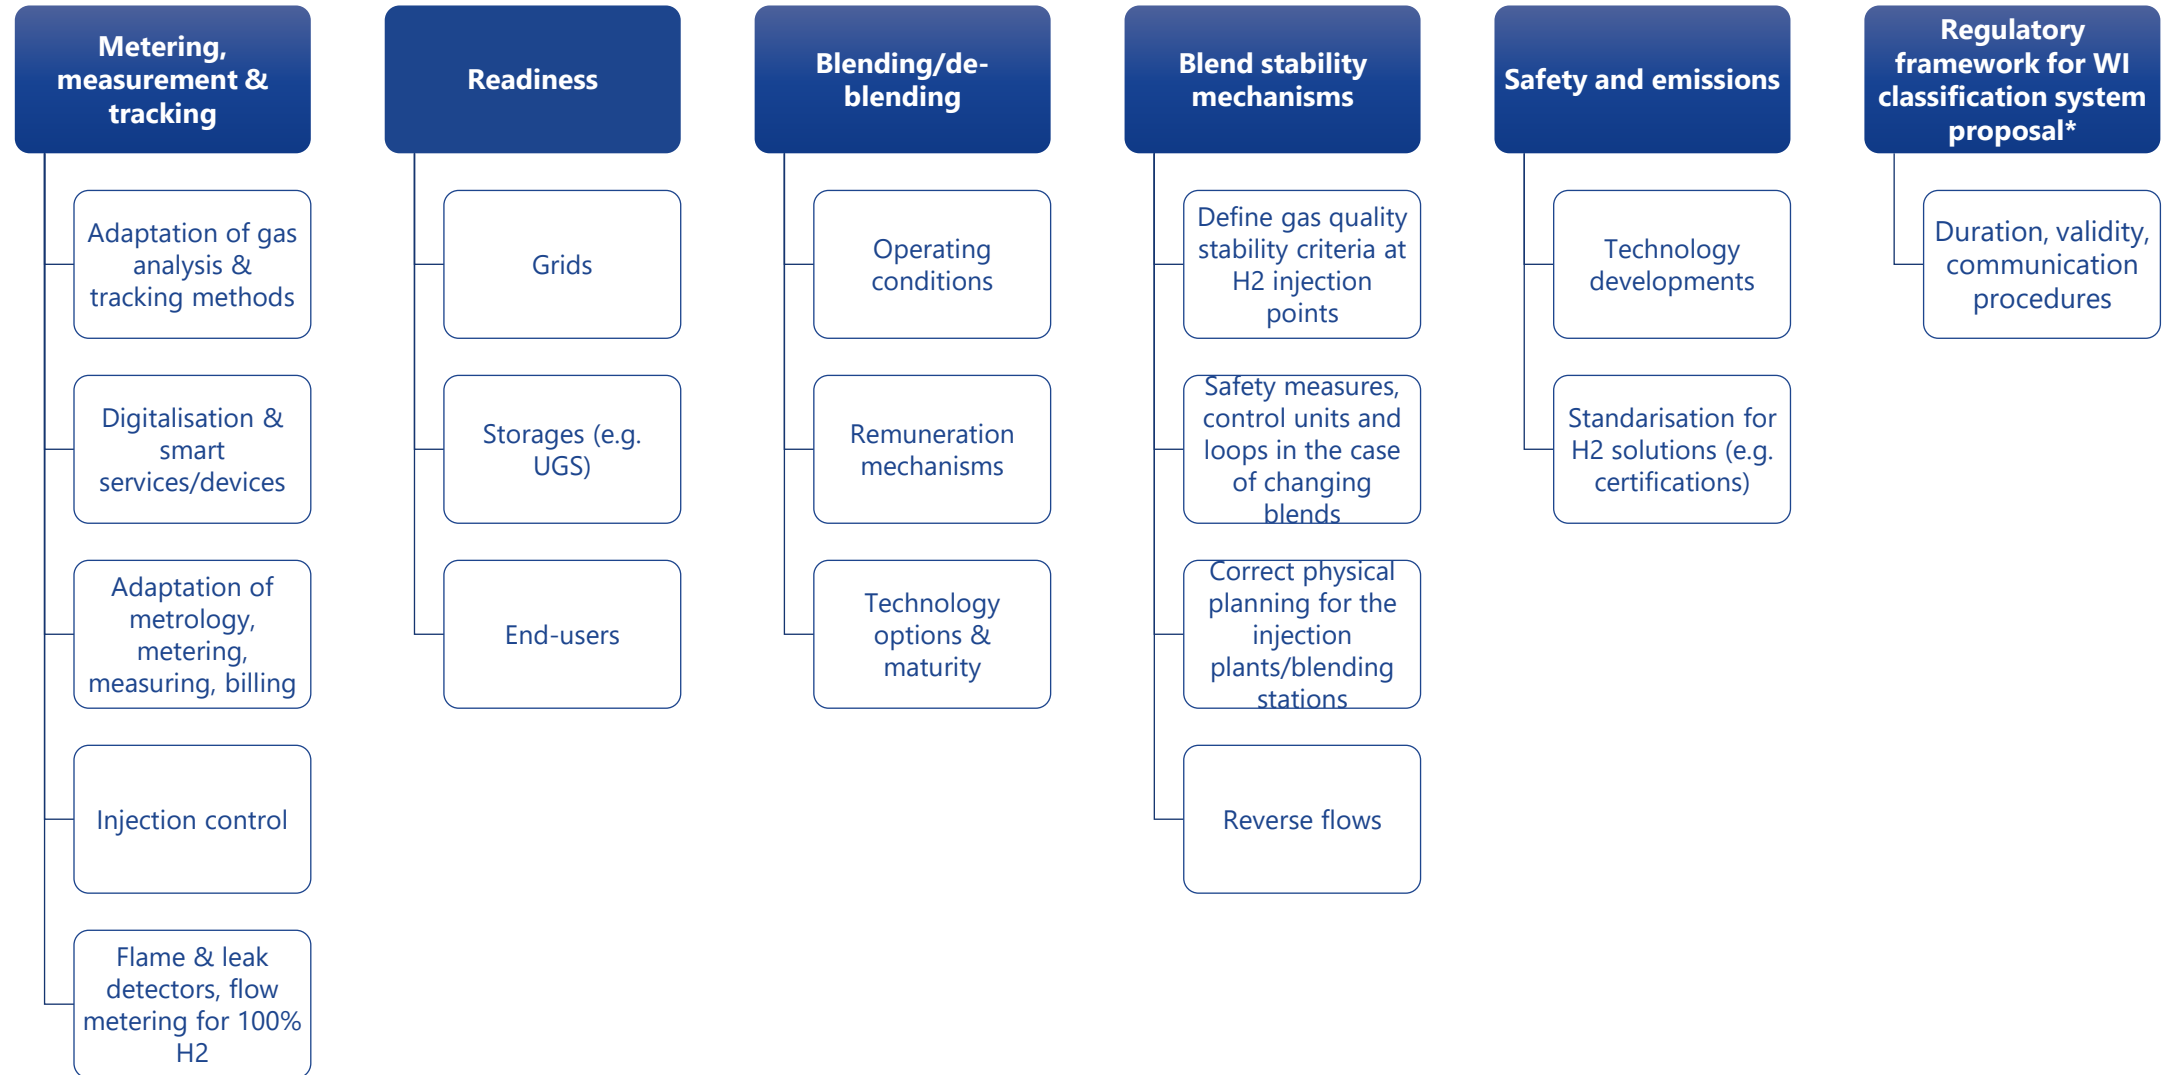 Metering,
measurement &
tracking
Adaptation of gas
analysis &
tracking methods
Digitalisation &
smart
services/devices
Adaptation of
metrology,
metering,
measuring, billing
Injection control
Flame & leak
detectors, flow
metering for 100%
H2
Readiness
Grids
Storages (e.g.
UGS)
End-users
Blending/de-
blending
Operating
conditions
Remuneration
mechanisms
Technology
options &
maturity
Blend stability
mechanisms
Define gas quality
stability criteria at
H2 injection
points
Safety measures,
control units and
loops in the case
of changing
blends
Correct physical
planning for the
injection
plants/blending
stations
Reverse flows
Safety and emissions
Technology
developments
Standarisation for
H2 solutions (e.g.
certifications)
Regulatory
framework for WI
classification system
proposal*
Duration, validity,
communication
procedures